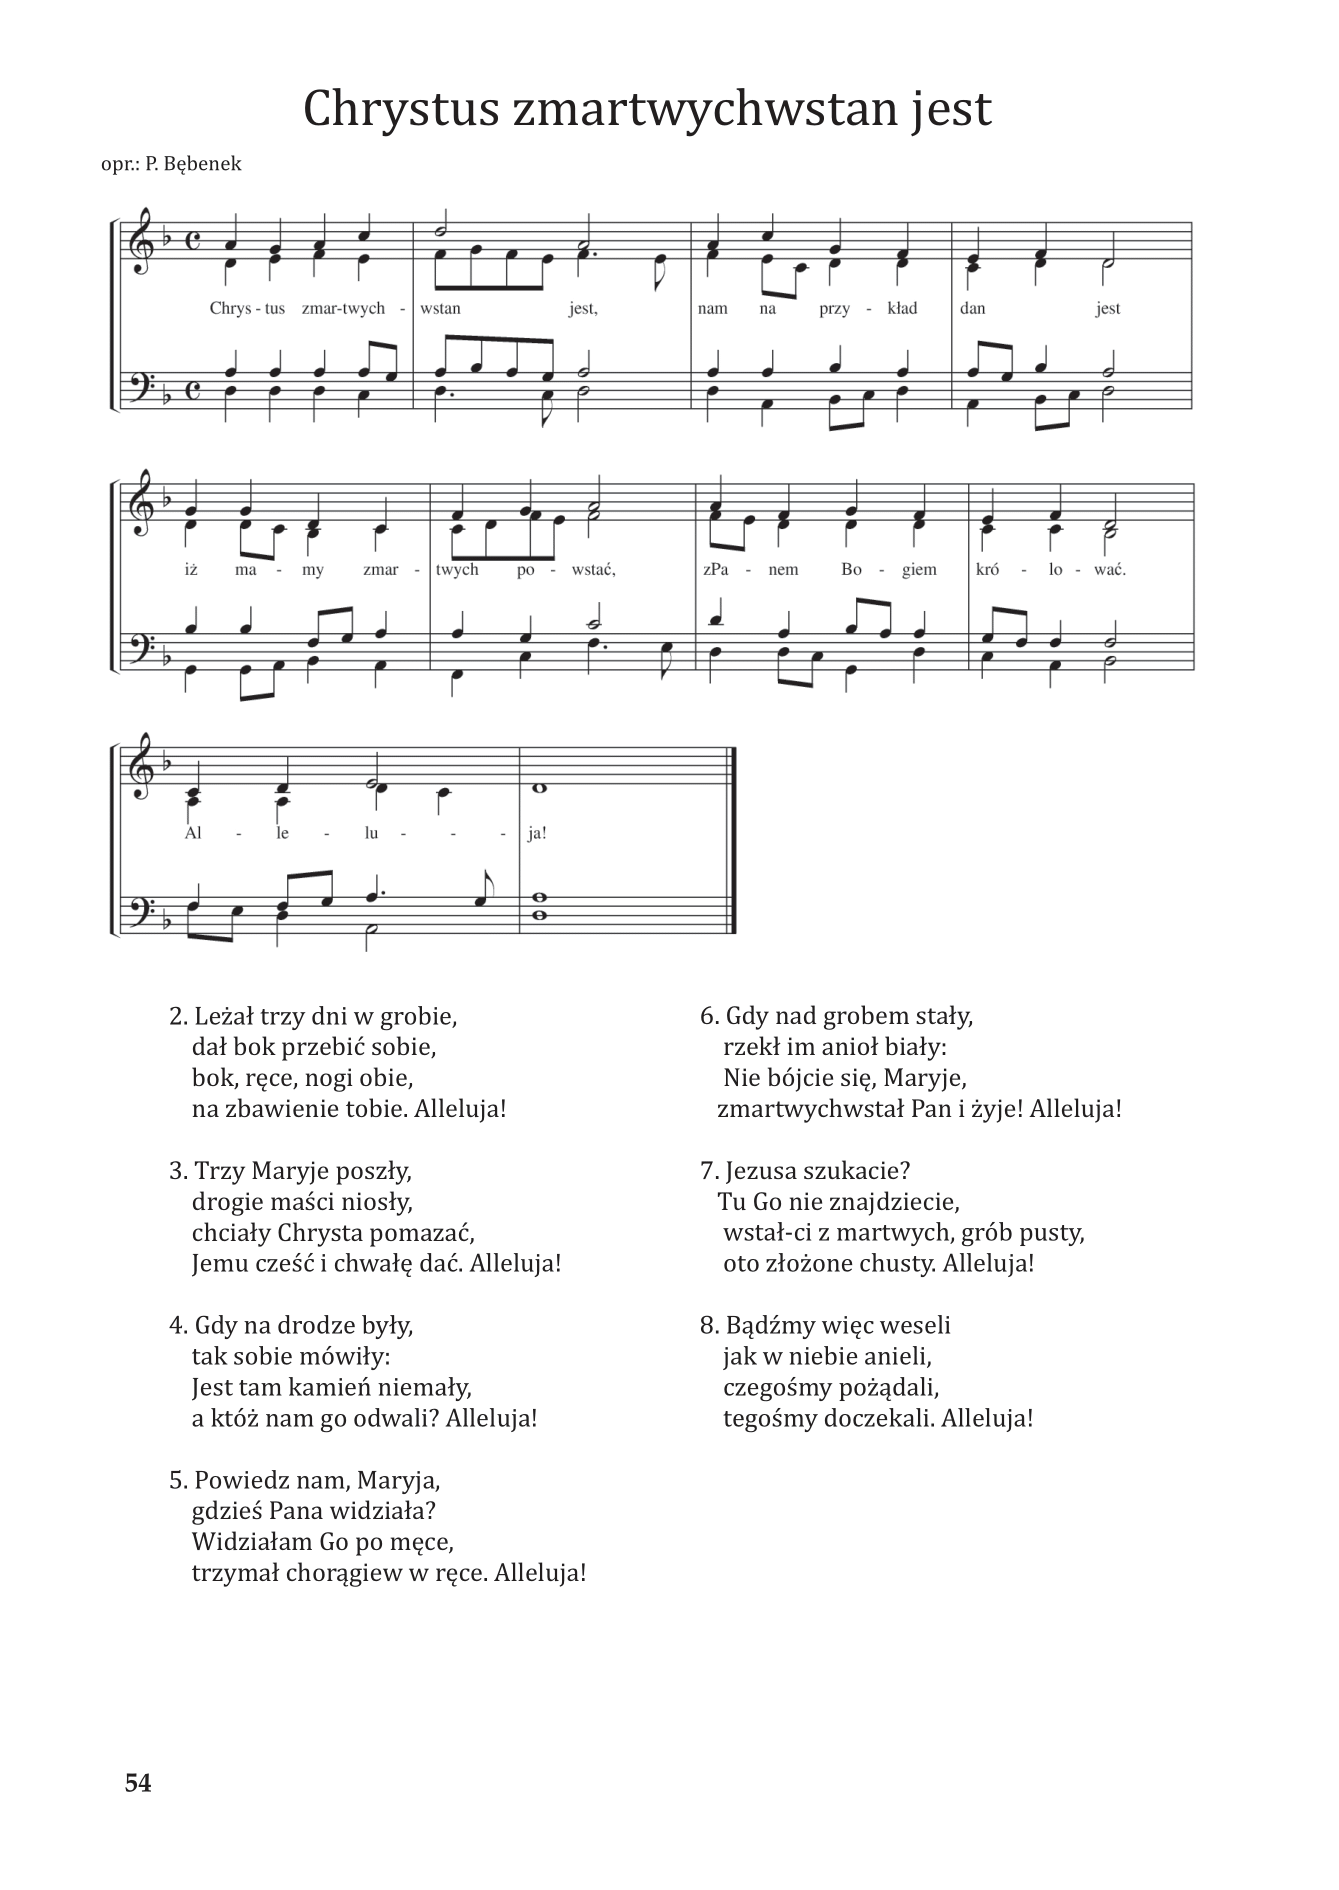 Chrystus zmartwychwstan jest
opr.: P. Bębenek
Chrys - tus zmar-twych - wstan jest, nam na przy - kład dan jest
iż ma - my zmar - twych po - wstać, zPa - nem Bo - giem kró - lo - wać.
Al - le - lu - - - ja!
2. Leżał trzy dni w grobie,
dał bok przebić sobie,
bok, ręce, nogi obie,
na zbawienie tobie. Alleluja!
3. Trzy Maryje poszły,
drogie maści niosły,
chciały Chrysta pomazać,
Jemu cześć i chwałę dać. Alleluja!
4. Gdy na drodze były,
tak sobie mówiły:
Jest tam kamień niemały,
a któż nam go odwali? Alleluja!
5. Powiedz nam, Maryja,
gdzieś Pana widziała?
Widziałam Go po męce,
trzymał chorągiew w ręce. Alleluja!
6. Gdy nad grobem stały,
rzekł im anioł biały:
Nie bójcie się, Maryje,
zmartwychwstał Pan i żyje! Alleluja!
7. Jezusa szukacie?
Tu Go nie znajdziecie,
wstał-ci z martwych, grób pusty,
oto złożone chusty. Alleluja!
8. Bądźmy więc weseli
jak w niebie anieli,
czegośmy pożądali,
tegośmy doczekali. Alleluja!
54